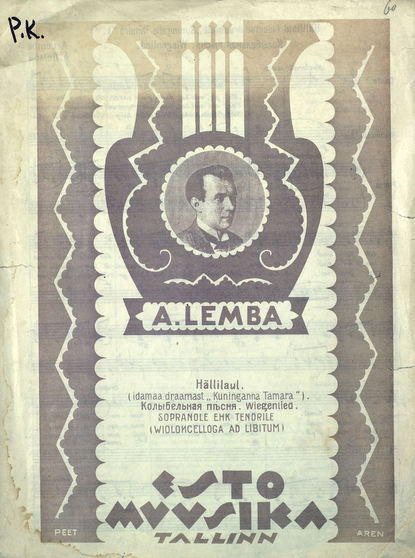 P.K.
60
A. LEMBA
Hällilaul.
(idamaa draamast „Kuninganna Tamara").
Колыбельная пѣсня. Wiegenlied.
SOPRANOLE EHK TENORILE
(WIOLONCELLOGA AD LIBITUM)
ESTO
MUUSIKA
TALLINN
PEET AREN